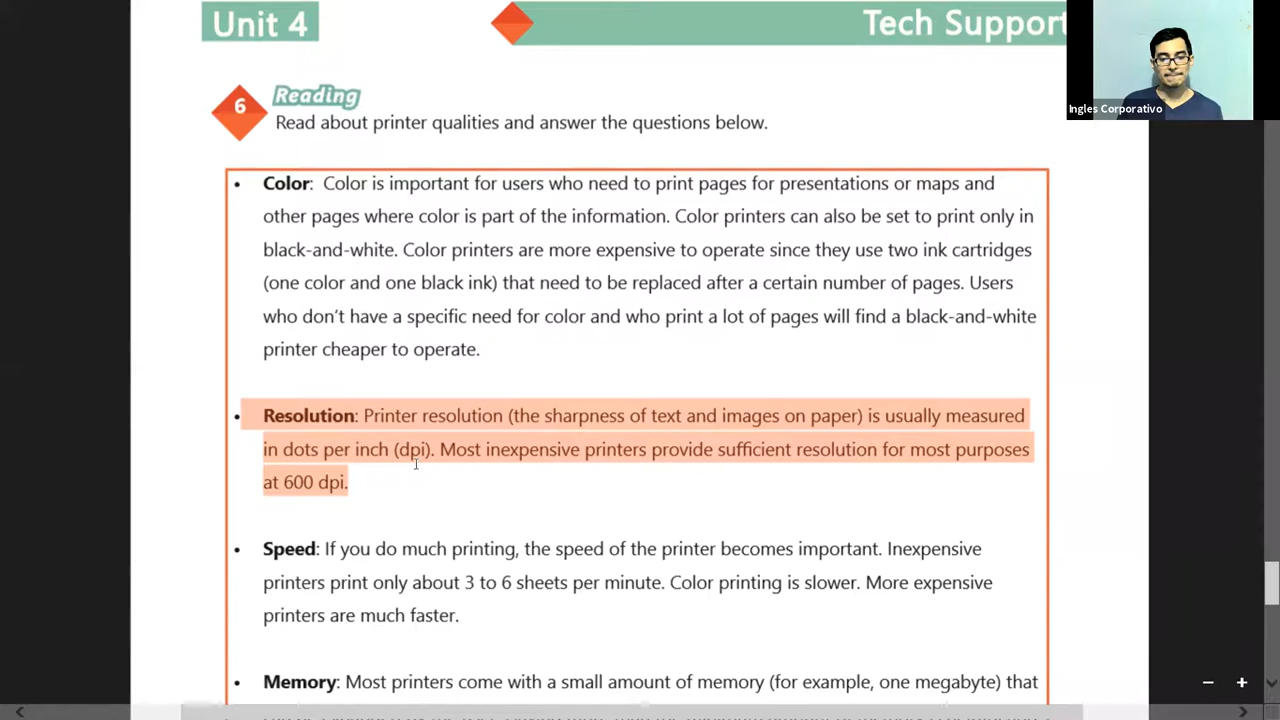 Unit 4
Tech Support
Ingles Corporativo
6
Reading
Read about printer qualities and answer the questions below.
• Color: Color is important for users who need to print pages for presentations or maps and
other pages where color is part of the information. Color printers can also be set to print only in
black-and-white. Color printers are more expensive to operate since they use two ink cartridges
(one color and one black ink) that need to be replaced after a certain number of pages. Users
who don't have a specific need for color and who print a lot of pages will find a black-and-white
printer cheaper to operate.
• Resolution: Printer resolution (the sharpness of text and images on paper) is usually measured
in dots per inch (dpi). Most inexpensive printers provide sufficient resolution for most purposes
at 600 dpi.
• Speed: If you do much printing, the speed of the printer becomes important. Inexpensive
printers print only about 3 to 6 sheets per minute. Color printing is slower. More expensive
printers are much faster.
• Memory: Most printers come with a small amount of memory (for example, one megabyte) that